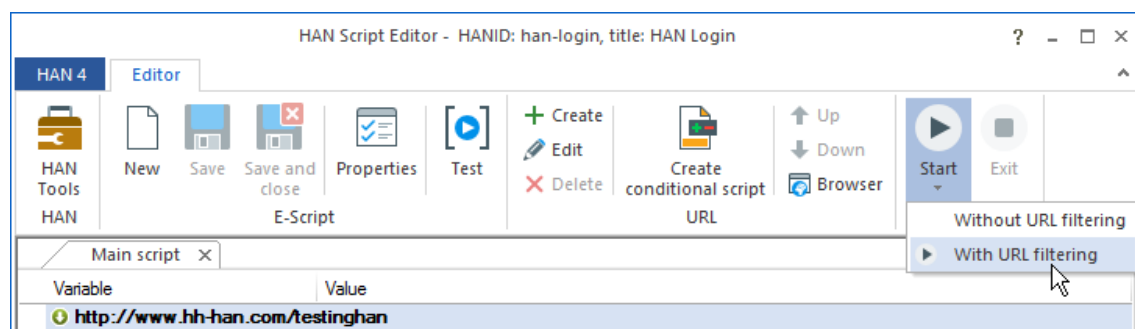 HAN Script Editor - HANID: han-login, title: HAN Login
?
HAN 4
Editor
HAN
Tools
New
Save
Save and
close
Properties
Test
Create
Edit
Delete
Create
conditional script
Up
Down
Browser
Start
Exit
HAN
E-Script
URL
Without URL filtering
With URL filtering
Main script
Variable
Value
http://www.hh-han.com/testinghan